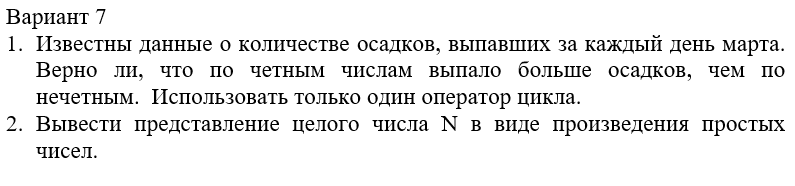 Вариант 7
1. Известны данные о количестве осадков, выпавших за каждый день марта.
Верно ли, что по четным числам выпало больше осадков, чем по
нечетным. Использовать только один оператор цикла.
2. Вывести представление целого числа N в виде произведения простых
чисел.